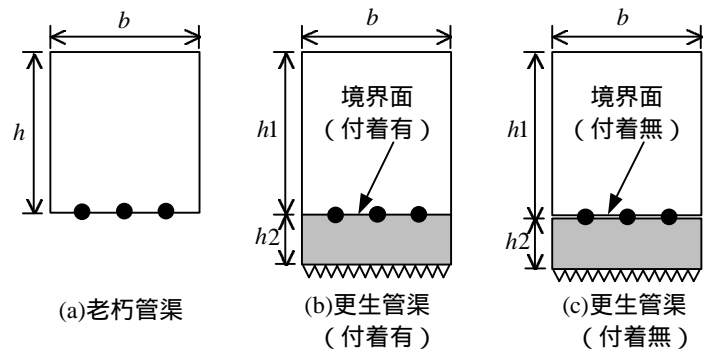 b
h
(a)老朽管渠
b
h1
h2
境界面
（付着有）
(b)更生管渠
（付着有）
b
h1
h2
境界面
（付着無）
(c)更生管渠
（付着無）